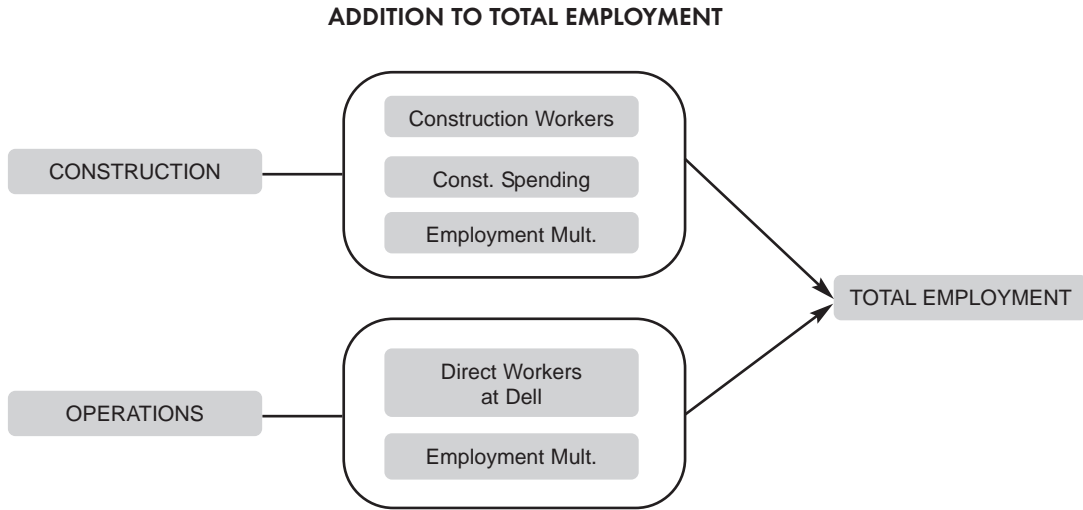 ADDITION TO TOTAL EMPLOYMENT
CONSTRUCTION
Construction Workers
Const. Spending
Employment Mult.
TOTAL EMPLOYMENT
OPERATIONS
Direct Workers
at Dell
Employment Mult.